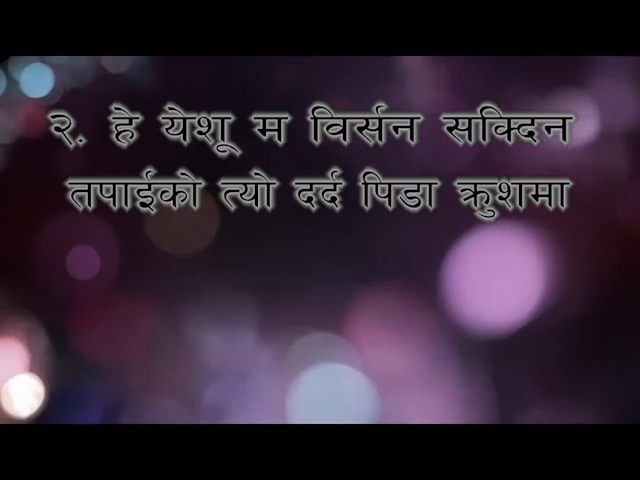 २. हे येशू म विर्सन सक्दिन
तपाईको त्यो दर्द पिडा क्रुशमा